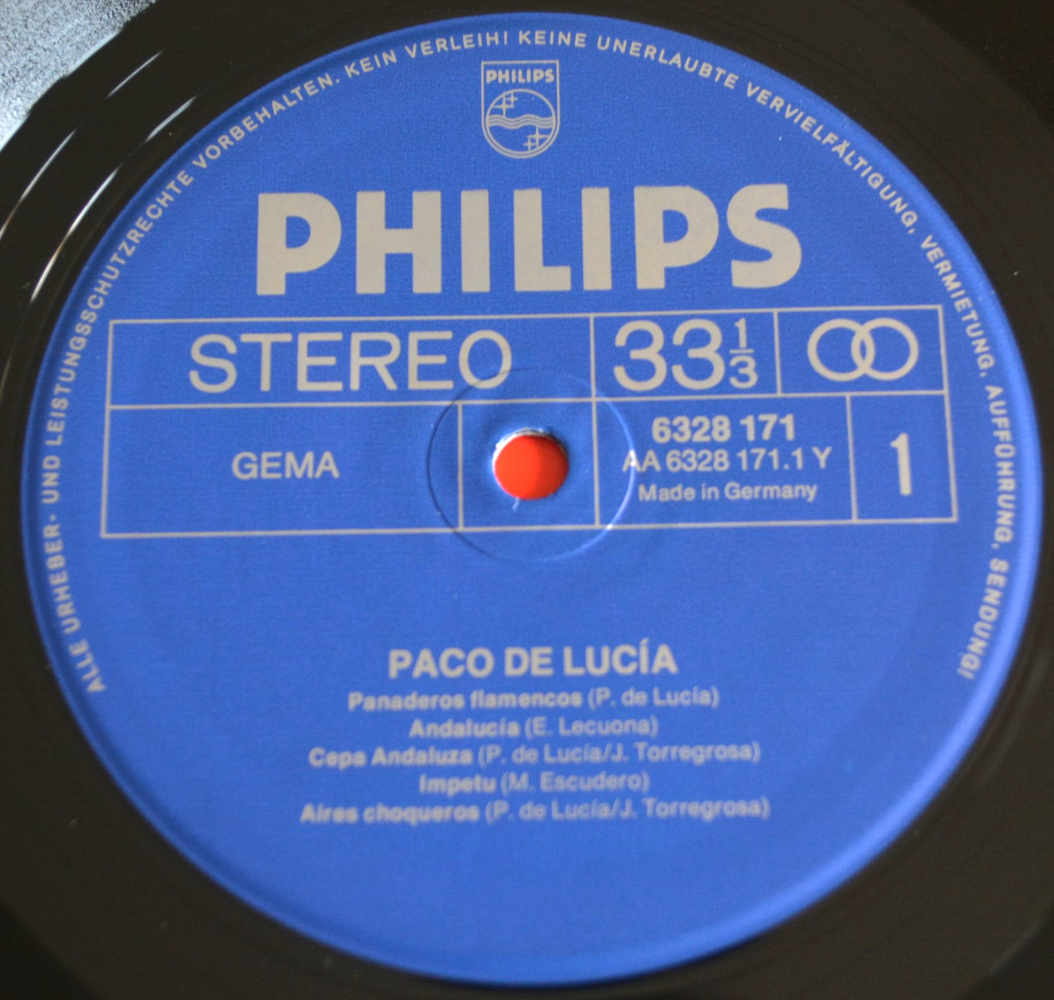 ALLE URHEBER- UND LEISTUNGSSCHUTZRECHTE VORBEHALTEN. KEIN VERLEIH! KEINE UNERLAUBTE VERVIELFÄLTIGUNG, VERMIETUNG, AUFFÜHRUNG, SENDUNG!
PHILIPS
PHILIPS
STEREO 33 1/3
GEMA
6328 171
AA 6328 171.1 Y
Made in Germany
1
PACO DE LUCÍA
Panaderos flamencos (P. de Lucía)
Andalucía (E. Lecuona)
Cepa Andaluza (P. de Lucía/J. Torregrosa)
Impetu (M. Escudero)
Aires choqueros (P. de Lucía/J. Torregrosa)